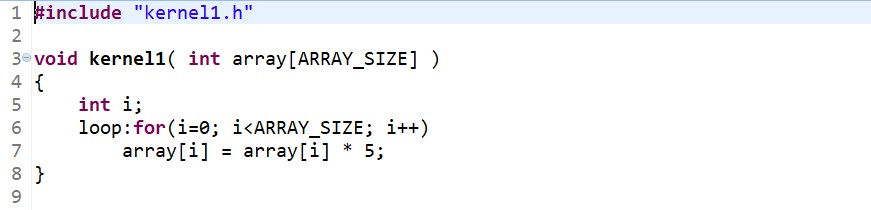 1 #include "kernel1.h"
2
3 void kernel1( int array[ARRAY_SIZE] )
4 {
5     int i;
6     loop:for(i=0; i<ARRAY_SIZE; i++)
7         array[i] = array[i] * 5;
8 }
9